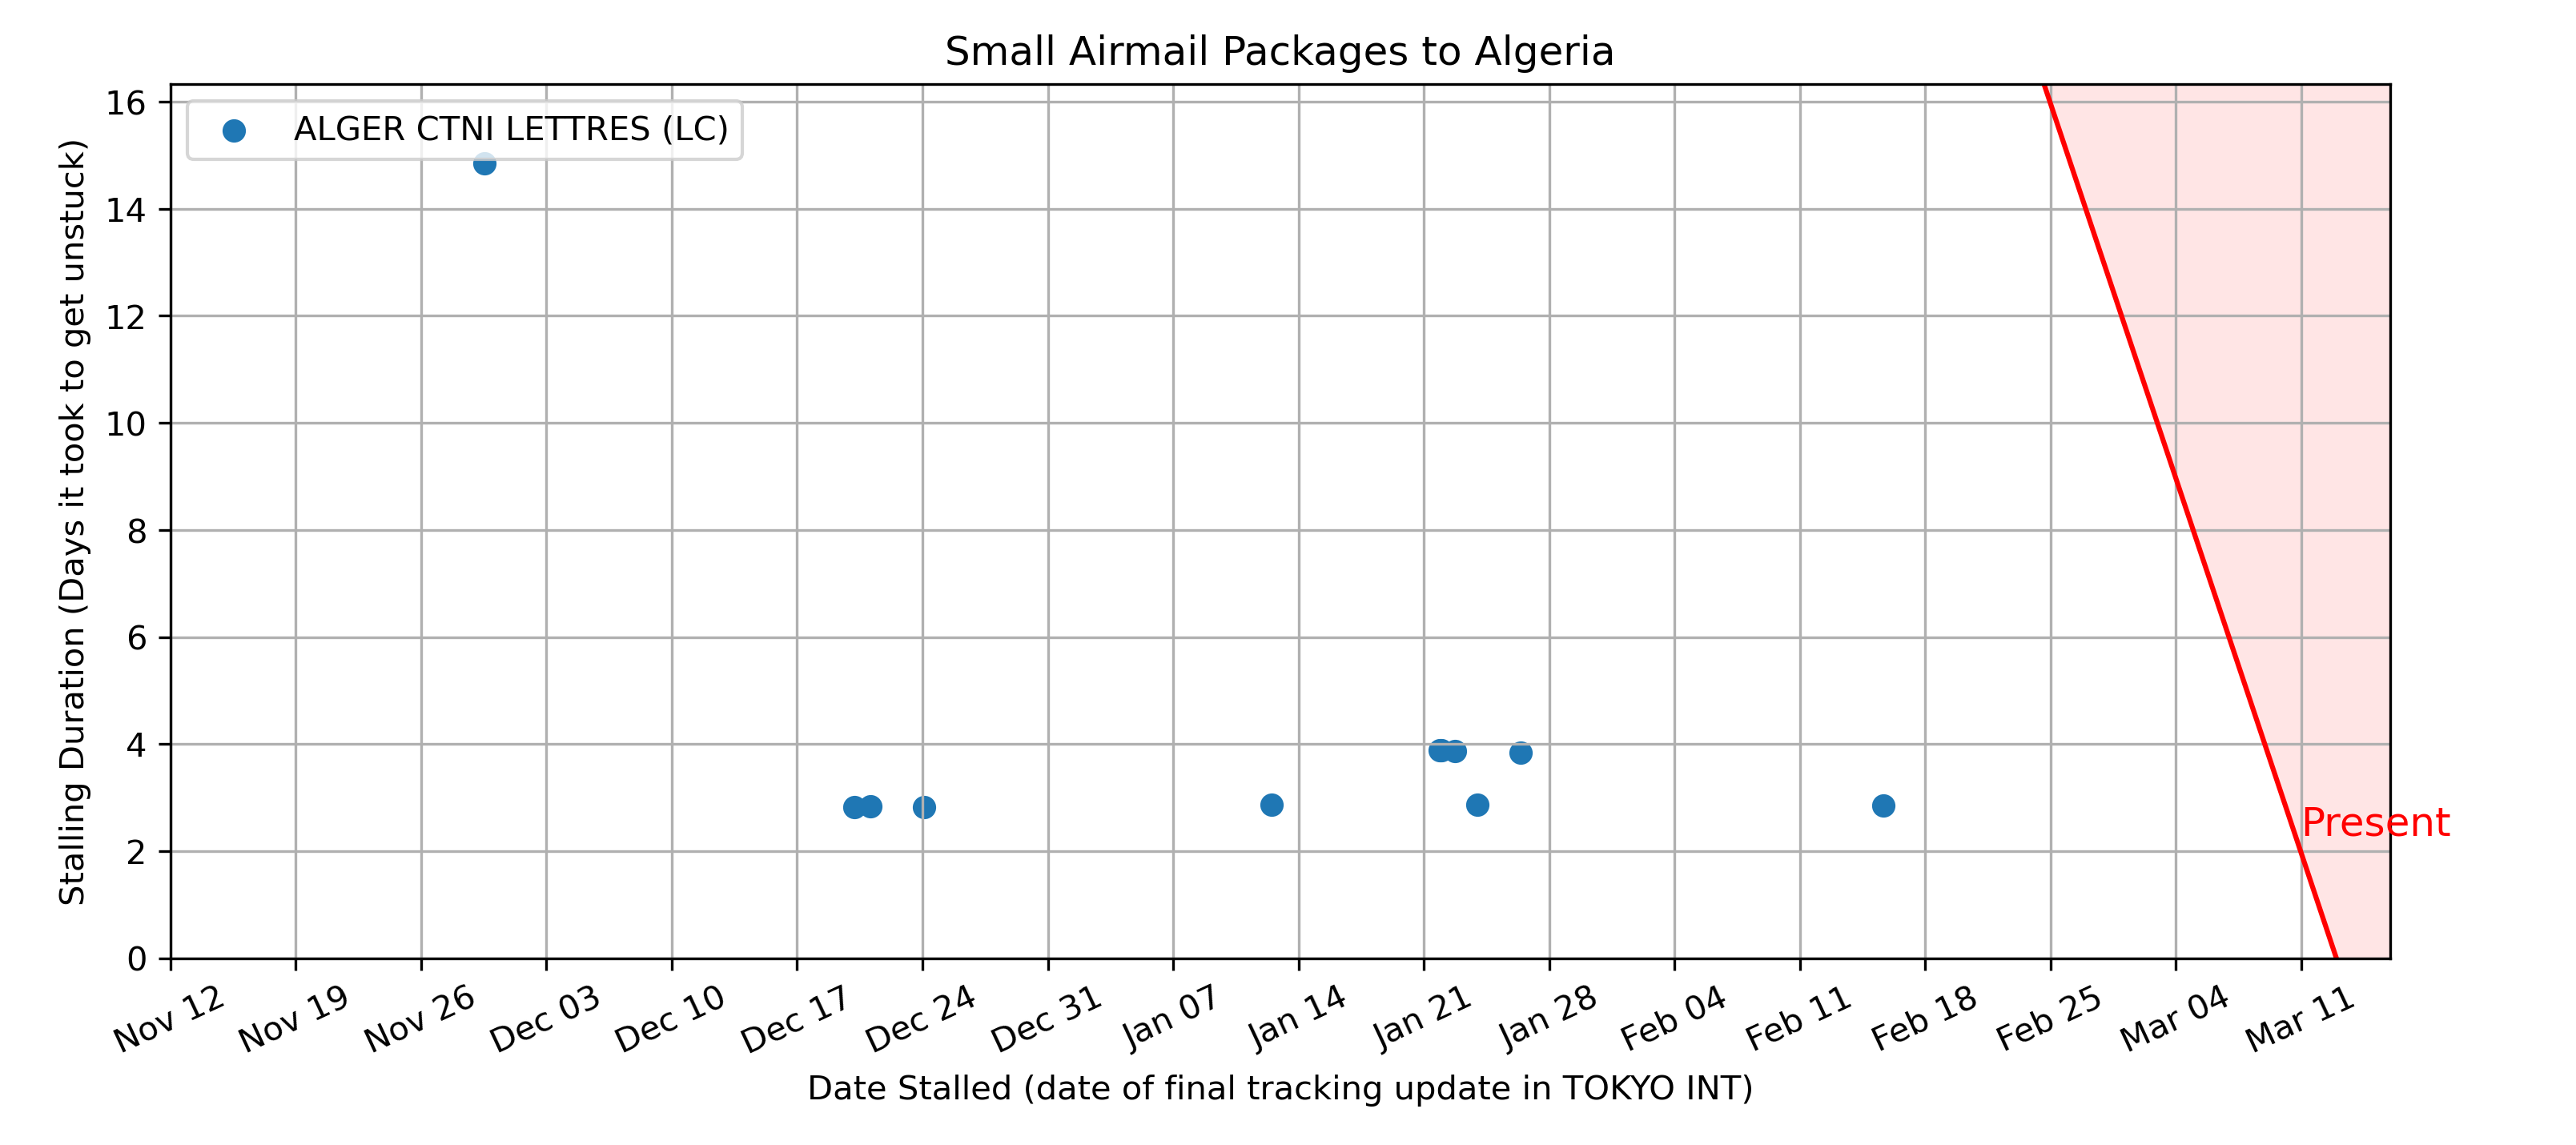 Small Airmail Packages to Algeria
ALGER CTNI LETTRES (LC)
Stalling Duration (Days it took to get unstuck)
16
14
12
10
8
6
4
2
0
Present
Nov 12
Nov 19
Nov 26
Dec 03
Dec 10
Dec 17
Dec 24
Dec 31
Jan 07
Jan 14
Jan 21
Jan 28
Feb 04
Feb 11
Feb 18
Feb 25
Mar 04
Mar 11
Date Stalled (date of final tracking update in TOKYO INT)